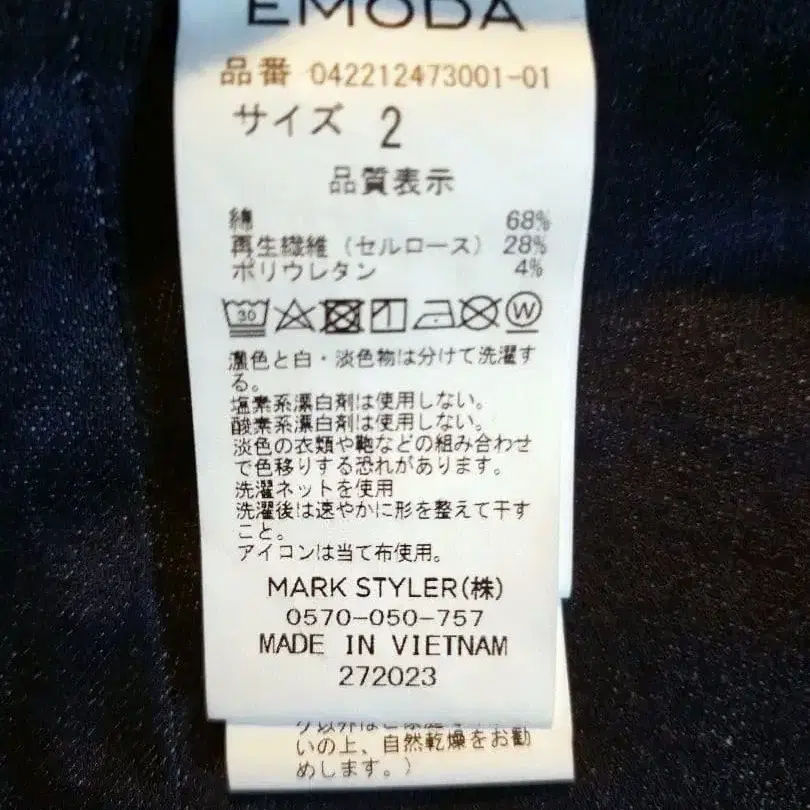 EMODA
品番 042212473001-01
サイズ 2
品質表示
綿 68%
再生繊維（セルロース） 28%
ポリウレタン 4%
30 W
濃色と白・淡色物は分けて洗濯す
る。
塩素系漂白剤は使用しない。
酸素系漂白剤は使用しない。
淡色の衣類や鞄などの組み合わせ
で色移りする恐れがあります。
洗濯ネットを使用
洗濯後は速やかに形を整えて干す
こと。
アイロンは当て布使用。
MARK STYLER(株)
0570-050-757
MADE IN VIETNAM
272023
いの上、自然乾燥をお勧
めします。）